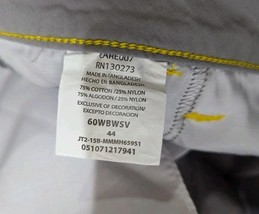 RN130273
MADE IN BANGLADESH
HECHO EN BANGLADESH
75% COTTON /25% NYLON
75% ALGODON / 25% NYLON
EXCLUSIVE OF DECORATION/
EXCEPTO DECORACION
60WBWSV
44
JT2-15B-MMMH65951
051071217941